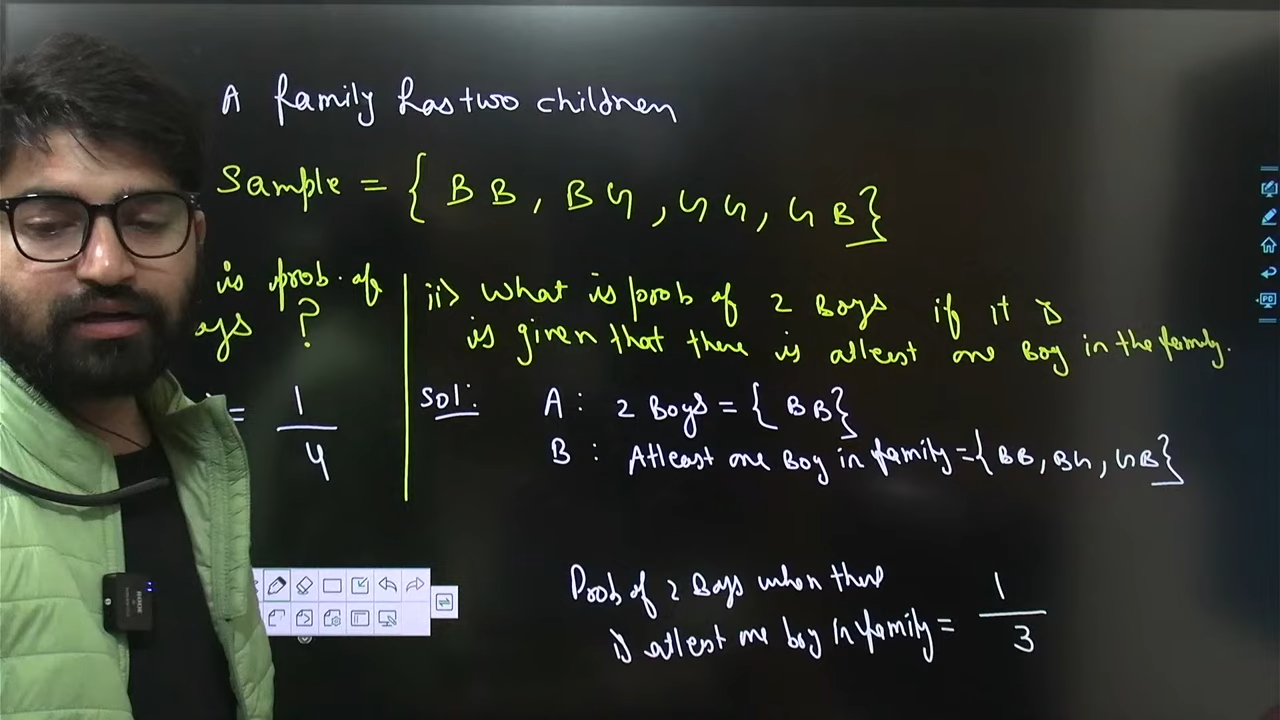 A family has two children
Sample = { B B , B G , G G , G B }
is prob. of
ys ?
= 1
4
ii> What is prob of 2 Boys if it is
is given that there is atleast one Boy in the family.
Sol:
A : 2 Boys = { BB }
B : Atleast one Boy in family = { BB, BG, GB }
Prob of 2 Boys when there
is atleast one boy in family = 1
3
PC